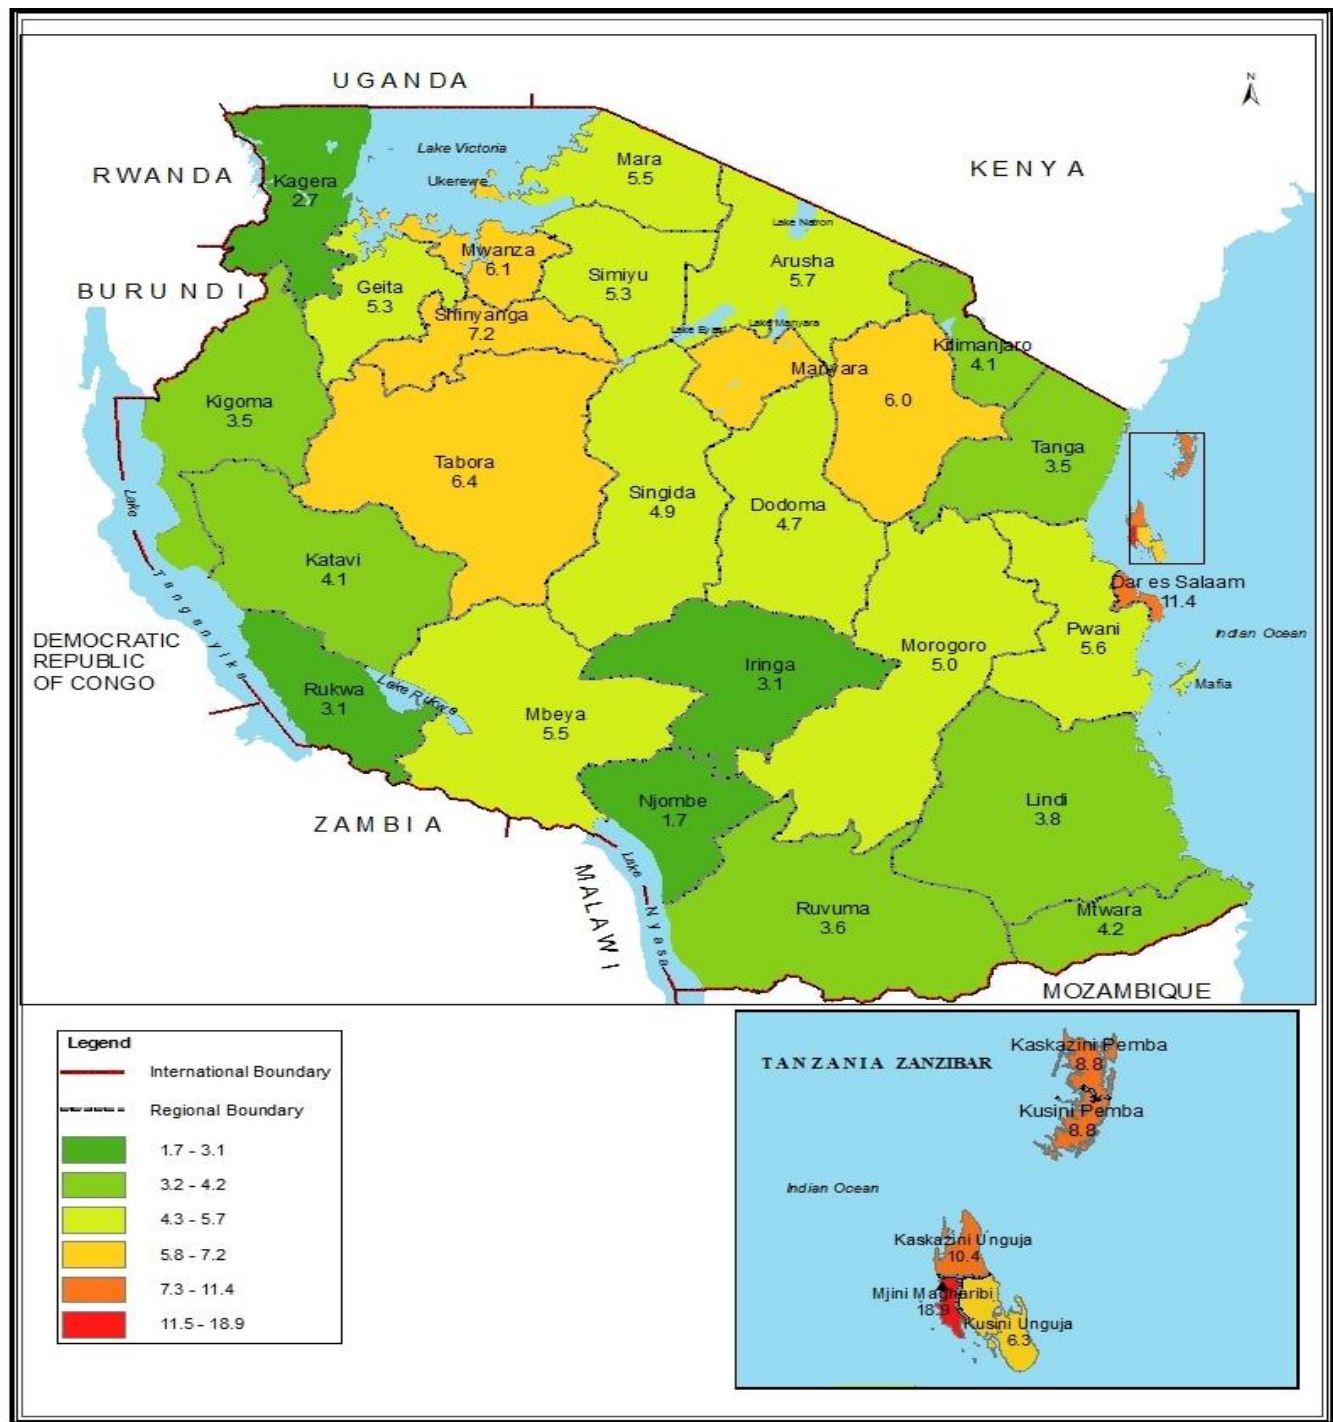 N
UGANDA
KENYA
RWANDA
BURUNDI
Lake Victoria
Ukerewe
Mara
5.5
Kagera
2.7
Lake Natron
Mwanza
6.1
Simiyu
5.3
Arusha
5.7
Geita
5.3
Shinyanga
7.2
Lake Eyasi
Lake Manyara
Kilimanjaro
4.1
Manyara
6.0
Kigoma
3.5
Tabora
6.4
Singida
4.9
Dodoma
4.7
Tanga
3.5
Katavi
4.1
Lake Tanganyika
Dar es Salaam
11.4
Indian Ocean
DEMOCRATIC
REPUBLIC
OF CONGO
Pwani
5.6
Morogoro
5.0
Iringa
3.1
Mafia
Rukwa
3.1
Lake Rukwa
Mbeya
5.5
Njombe
1.7
Lindi
3.8
ZAMBIA
MALAWI
Lake Nyasa
Ruvuma
3.6
Mtwara
4.2
MOZAMBIQUE
Legend
International Boundary
Regional Boundary
1.7 - 3.1
3.2 - 4.2
4.3 - 5.7
5.8 - 7.2
7.3 - 11.4
11.5 - 18.9
TANZANIA ZANZIBAR
Kaskazini Pemba
8.8
Kusini Pemba
8.8
Indian Ocean
Kaskazini Unguja
10.4
Mjini Magharibi
18.9
Kusini Unguja
6.3